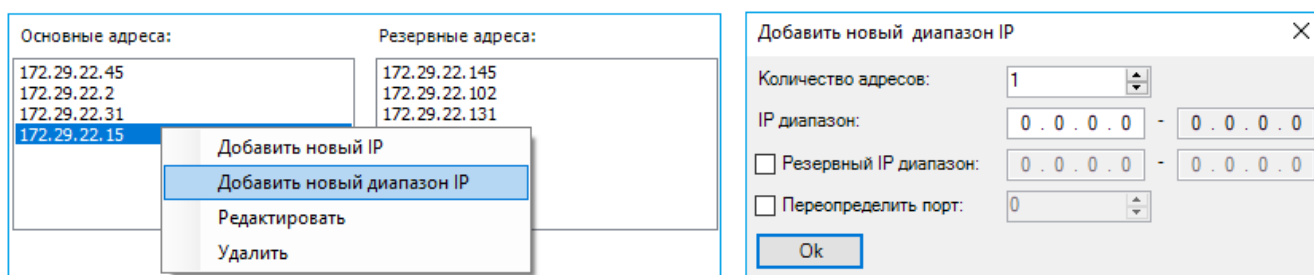 Основные адреса:
Резервные адреса:
172.29.22.45
172.29.22.2
172.29.22.31
172.29.22.15
172.29.22.145
172.29.22.102
172.29.22.131
Добавить новый IP
Добавить новый диапазон IP
Редактировать
Удалить
Добавить новый диапазон IP
Количество адресов: 1
IP диапазон: 0 . 0 . 0 . 0 - 0 . 0 . 0 . 0
Резервный IP диапазон: 0 . 0 . 0 . 0 - 0 . 0 . 0 . 0
Переопределить порт: 0
Ok